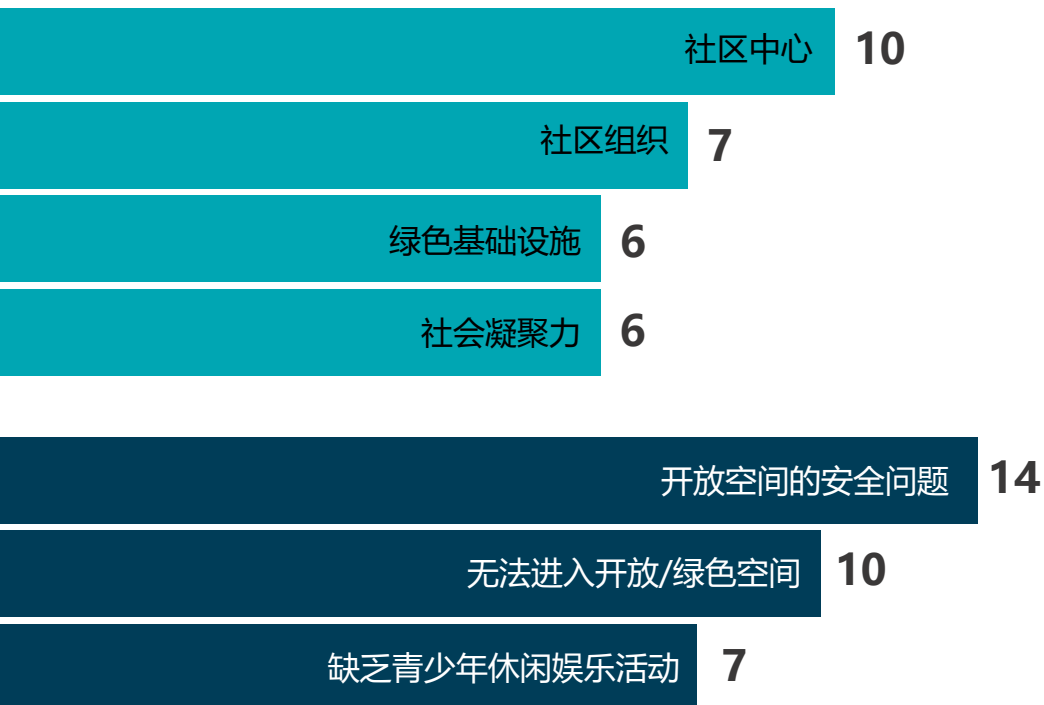 社区中心 10
社区组织 7
绿色基础设施 6
社会凝聚力 6
开放空间的安全问题 14
无法进入开放/绿色空间 10
缺乏青少年休闲娱乐活动 7